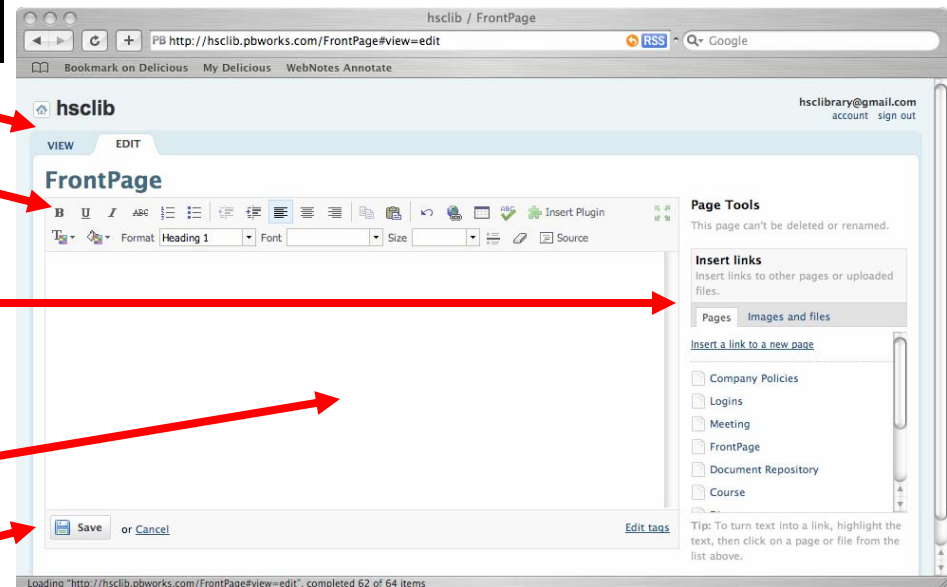 hsclib / FrontPage
PB http://hsclib.pbworks.com/FrontPage#view=edit RSS Google
Bookmark on Delicious My Delicious WebNotes Annotate
hsclib
hsclibrary@gmail.com
account sign out
VIEW EDIT
FrontPage
B U I ABC ABC Insert Plugin
T Format Heading 1 Font Size Source
Page Tools
This page can't be deleted or renamed.
Insert links
Insert links to other pages or uploaded
files.
Pages Images and files
Insert a link to a new page
Company Policies
Logins
Meeting
FrontPage
Document Repository
Course
Save or Cancel
Edit tags
Tip: To turn text into a link, highlight the
text, then click on a page or file from the
list above.
Loading "http://hsclib.pbworks.com/FrontPage#view=edit", completed 62 of 64 items